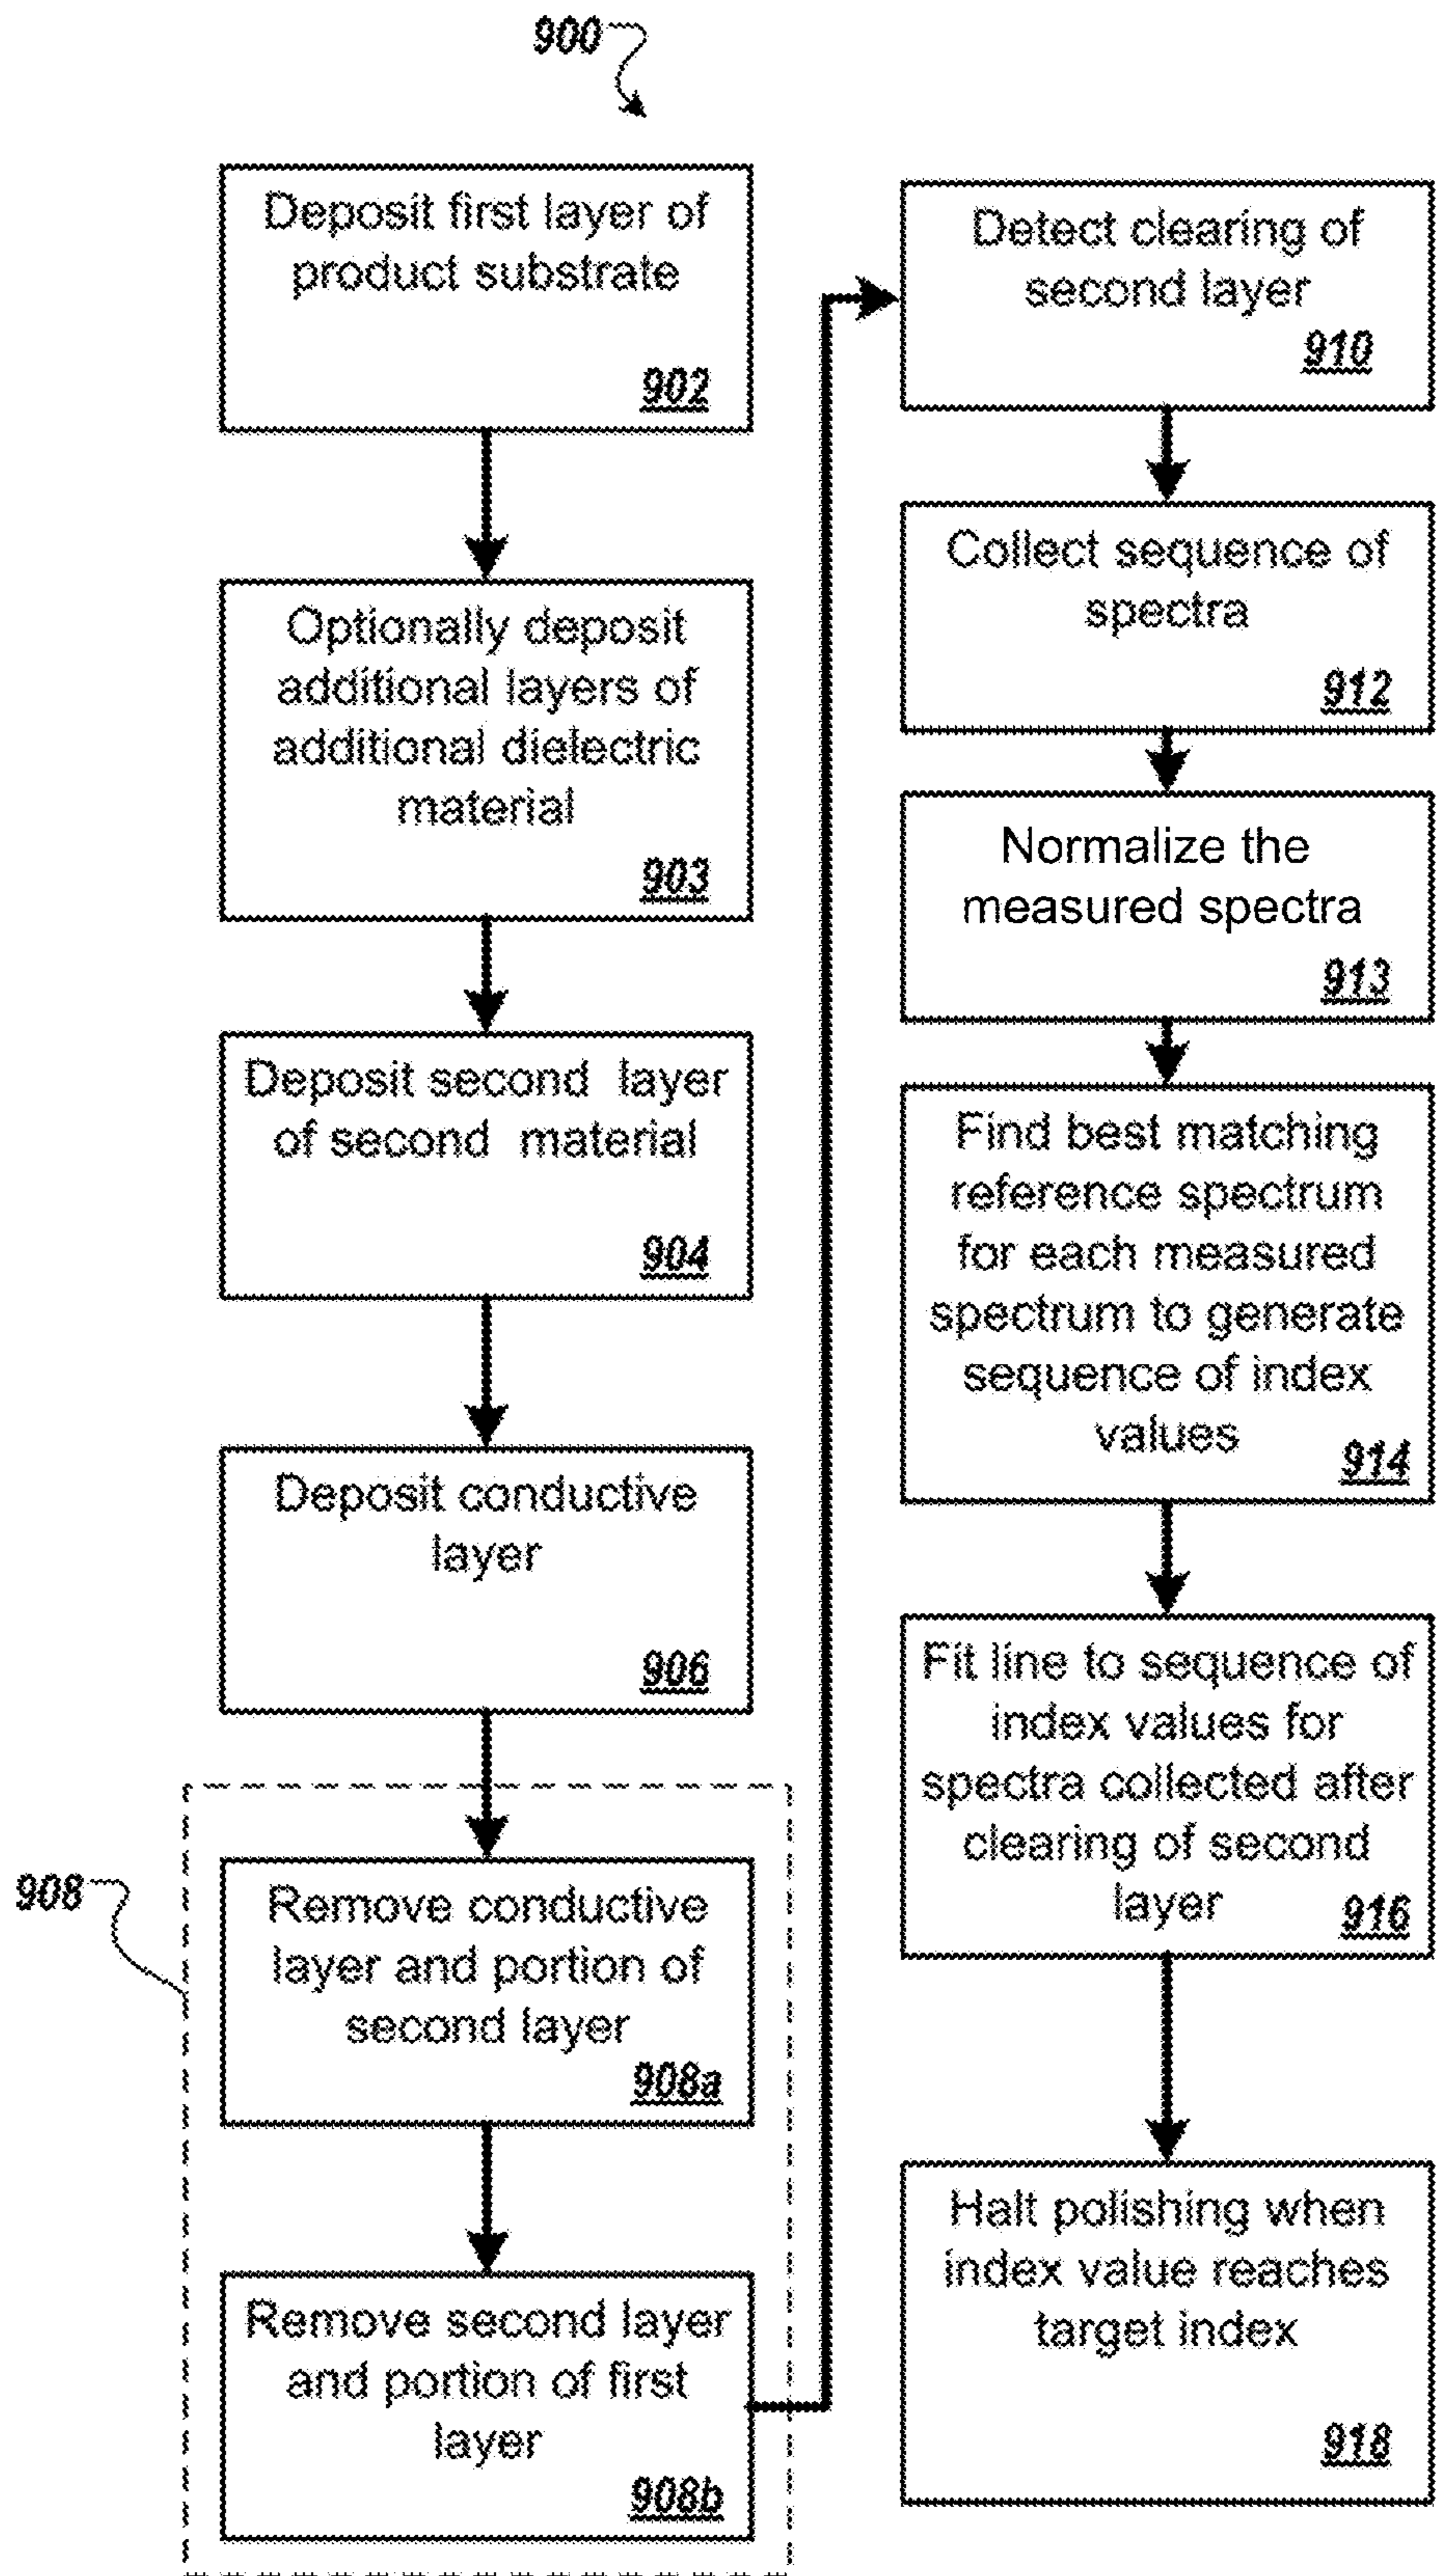 900
Deposit first layer of
product substrate
902
Optionally deposit
additional layers of
additional dielectric
material
903
Deposit second layer
of second material
904
Deposit conductive
layer
906
908
Remove conductive
layer and portion of
second layer
908a
Remove second layer
and portion of first
layer
908b
Detect clearing of
second layer
910
Collect sequence of
spectra
912
Normalize the
measured spectra
913
Find best matching
reference spectrum
for each measured
spectrum to generate
sequence of index
values
914
Fit line to sequence of
index values for
spectra collected after
clearing of second
layer
916
Halt polishing when
index value reaches
target index
918